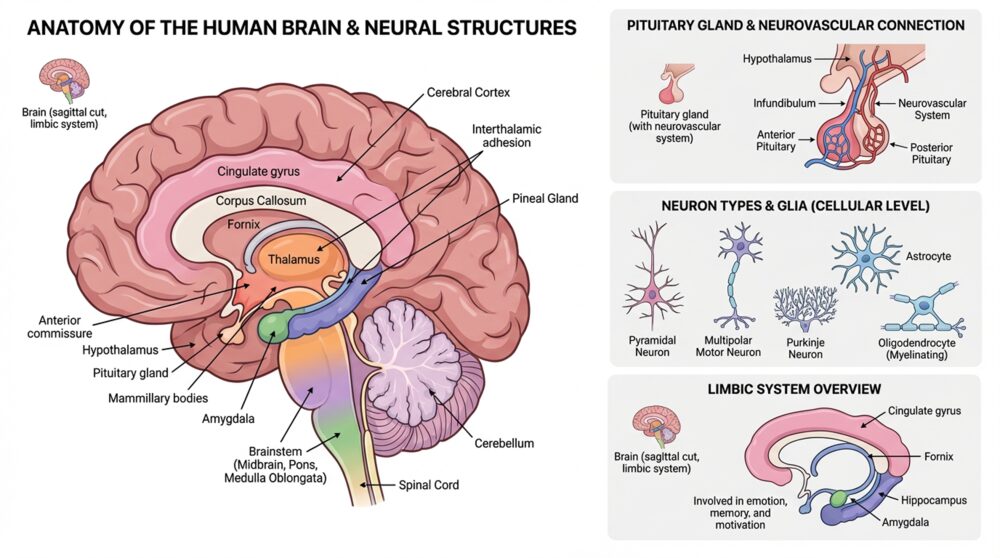 ANATOMY OF THE HUMAN BRAIN & NEURAL STRUCTURES
Brain (sagittal cut,
limbic system)
Cerebral Cortex
Interthalamic
adhesion
Pineal Gland
Cingulate gyrus
Corpus Callosum
Fornix
Thalamus
Anterior
commissure
Hypothalamus
Pituitary gland
Mammillary bodies
Amygdala
Brainstem
(Midbrain, Pons,
Medulla Oblongata)
Cerebellum
Spinal Cord
PITUITARY GLAND & NEUROVASCULAR CONNECTION
Pituitary gland
(with neurovascular
system)
Hypothalamus
Infundibulum
Neurovascular
System
Anterior
Pituitary
Posterior
Pituitary
NEURON TYPES & GLIA (CELLULAR LEVEL)
Pyramidal
Neuron
Multipolar
Motor Neuron
Purkinje
Neuron
Astrocyte
Oligodendrocyte
(Myelinating)
LIMBIC SYSTEM OVERVIEW
Brain (sagittal cut,
limbic system)
Involved in emotion,
memory, and
motivation
Cingulate gyrus
Fornix
Hippocampus
Amygdala